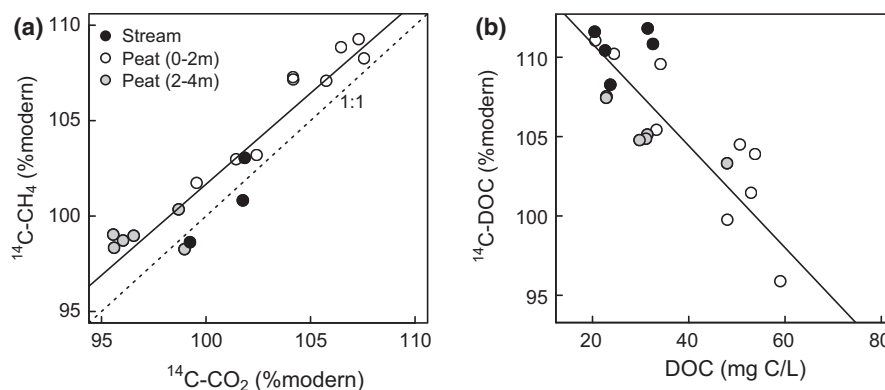 (a)
Stream
Peat (0-2m)
Peat (2-4m)
1:1
110
105
100
95
¹⁴C-CH₄ (%modern)
95 100 105 110
¹⁴C-CO₂ (%modern)
(b)
110
105
100
95
¹⁴C-DOC (%modern)
20 40 60 80
DOC (mg C/L)